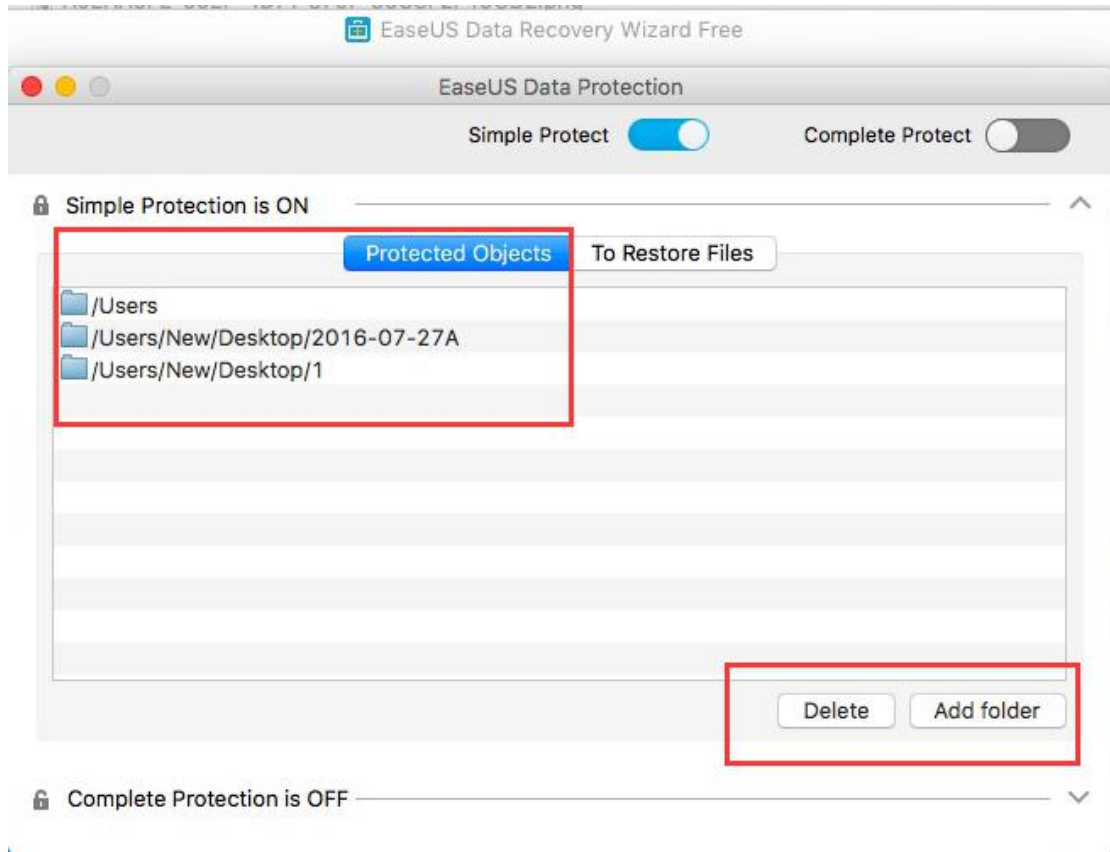 EaseUS Data Recovery Wizard Free
EaseUS Data Protection
Simple Protect Complete Protect
Simple Protection is ON
Protected Objects To Restore Files
/Users
/Users/New/Desktop/2016-07-27A
/Users/New/Desktop/1
Delete Add folder
Complete Protection is OFF